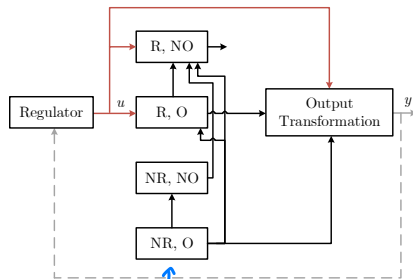 R, NO
Regulator
u
R, O
Output
Transformation
y
NR, NO
NR, O